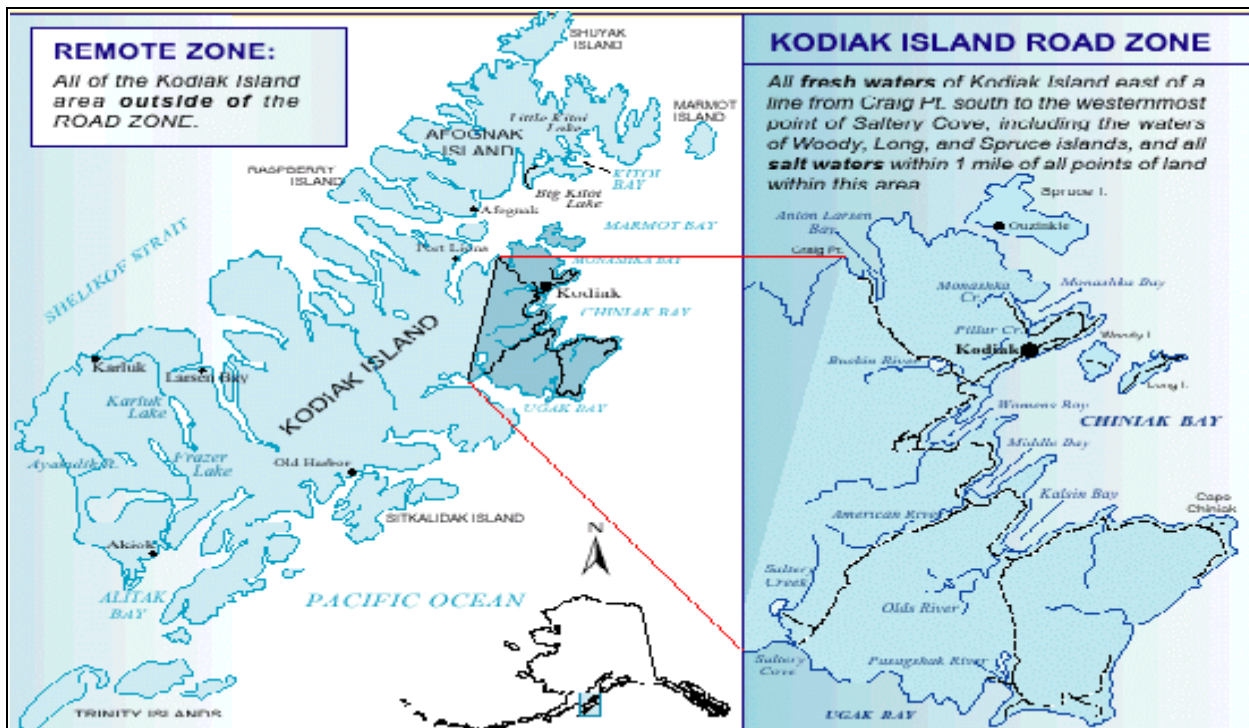 REMOTE ZONE:
All of the Kodiak Island
area outside of the
ROAD ZONE.
SHUYAK
ISLAND
MARMOT
ISLAND
Little Kitoi
Lake
AFOGNAK
ISLAND
RASPBERRY
ISLAND
KITOI
BAY
Big Kitoi
Lake
Afognak
MARMOT BAY
Port Lions
MONASHKA BAY
SHELIKOF STRAIT
Kodiak
CHINIAK BAY
KODIAK ISLAND
Karluk
Larsen Bay
Karluk
Lake
UGAK BAY
Frazer
Lake
Old Harbor
SITKALIDAK ISLAND
Akiok
ALITAK
BAY
N
PACIFIC OCEAN
TRINITY ISLANDS
KODIAK ISLAND ROAD ZONE
All fresh waters of Kodiak Island east of a
line from Craig Pt. south to the westernmost
point of Saltery Cove, including the waters
of Woody, Long, and Spruce islands, and all
salt waters within 1 mile of all points of land
within this area
Spruce I.
Anton Larsen
Bay
Ouzinkie
Craig Pt.
Monashka
Cr.
Monashka Bay
Pillar Cr.
Woody I.
Kodiak
Buskin River
Long I.
Womens Bay
CHINIAK BAY
Middle Bay
Kalsin Bay
Cape
Chiniak
American River
Saltery
Creek
Olds River
Saltery
Cove
Pasagshak River
UGAK BAY